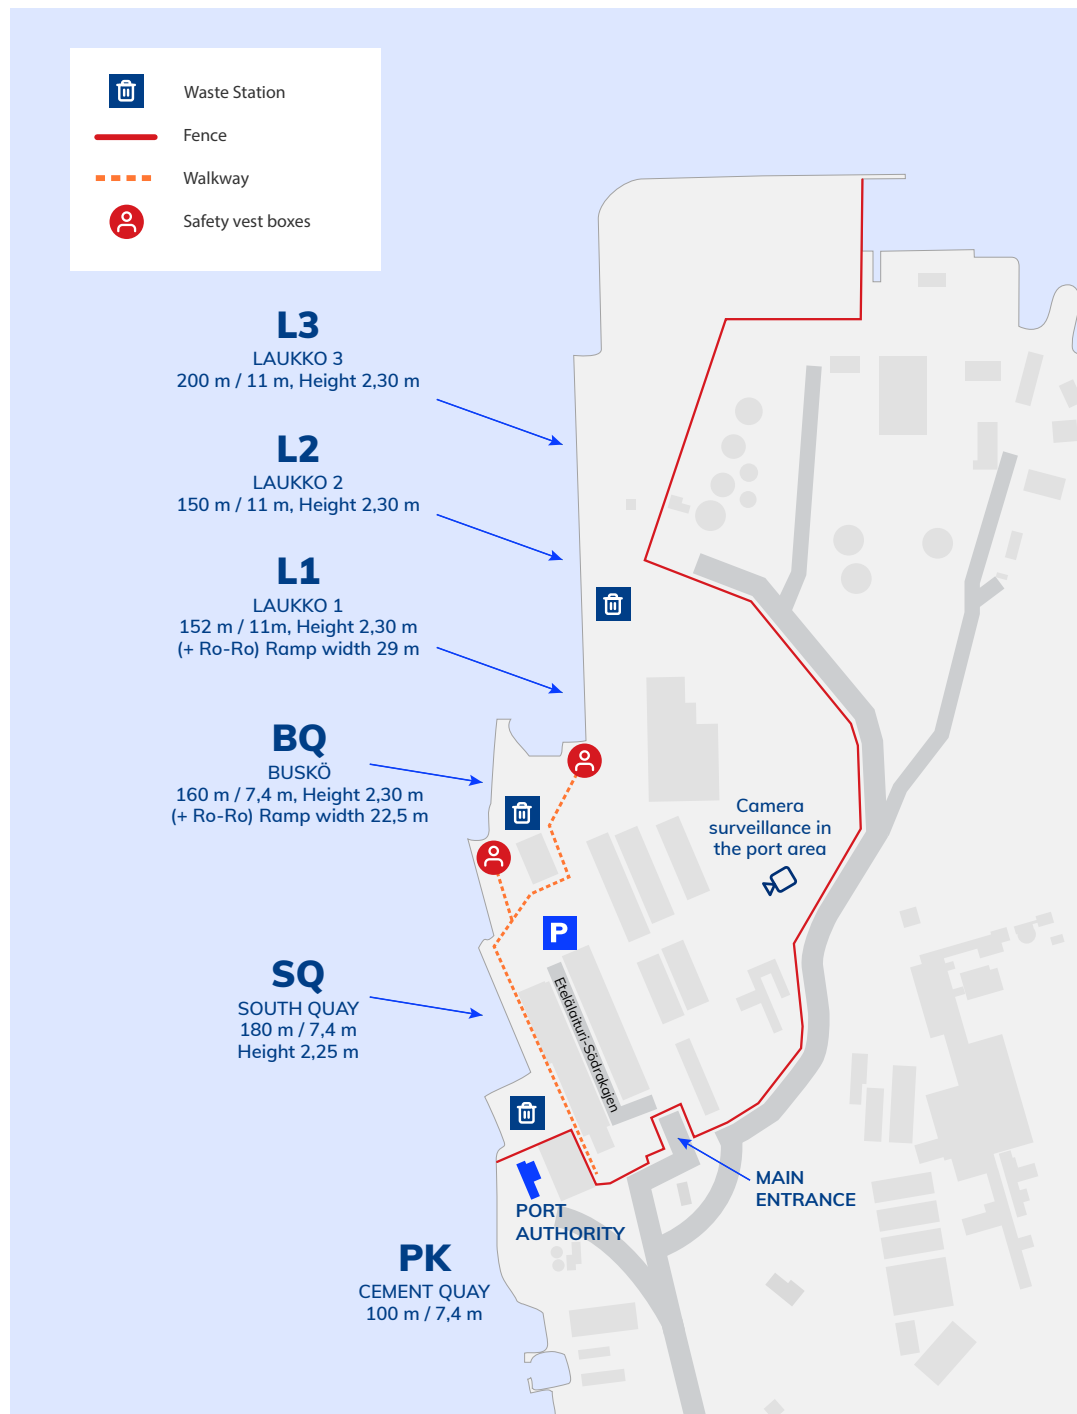 Waste Station
Fence
Walkway
Safety vest boxes
L3
LAUKKO 3
200 m / 11 m, Height 2,30 m
L2
LAUKKO 2
150 m / 11 m, Height 2,30 m
L1
LAUKKO 1
152 m / 11m, Height 2,30 m
(+ Ro-Ro) Ramp width 29 m
BQ
BUSKÖ
160 m / 7,4 m, Height 2,30 m
(+ Ro-Ro) Ramp width 22,5 m
Camera
surveillance in
the port area
P
SQ
SOUTH QUAY
180 m / 7,4 m
Height 2,25 m
Etelälaituri-Södrakajen
MAIN
ENTRANCE
PORT
AUTHORITY
PK
CEMENT QUAY
100 m / 7,4 m